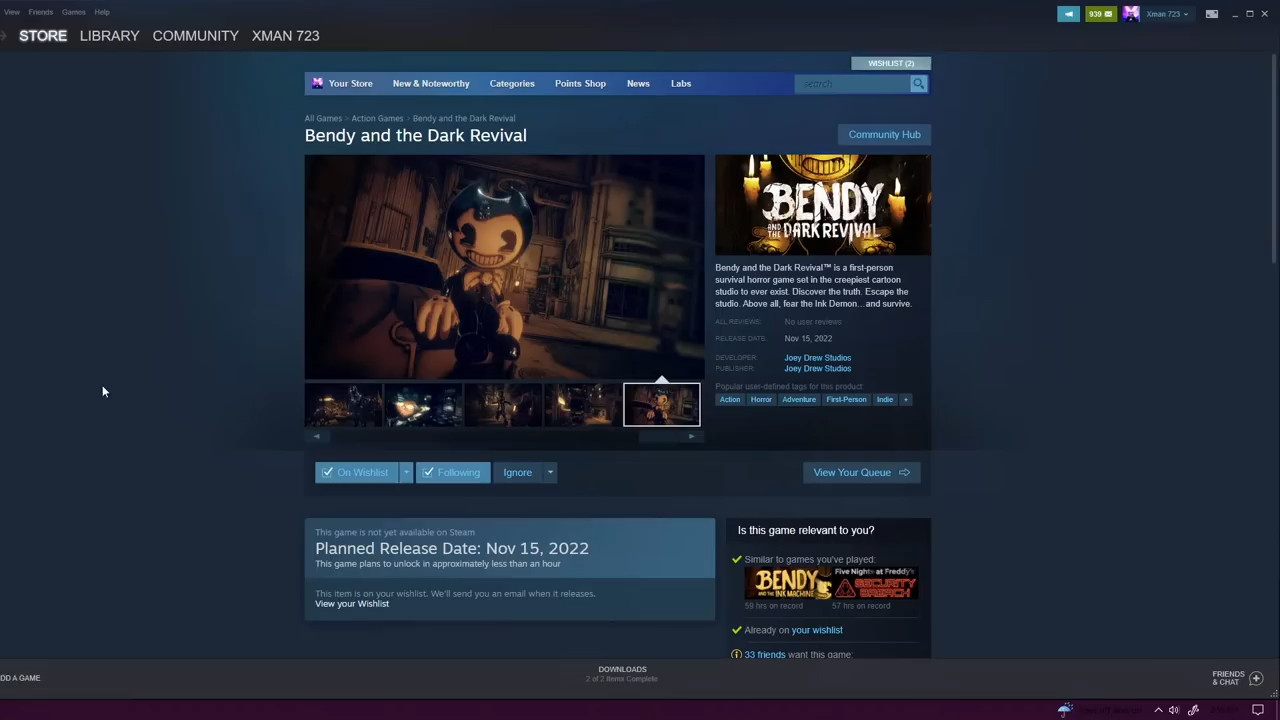 View Friends Games Help
939
Xman 723
STORE LIBRARY COMMUNITY XMAN 723
WISHLIST (2)
Your Store New & Noteworthy Categories Points Shop News Labs
search
All Games > Action Games > Bendy and the Dark Revival
Bendy and the Dark Revival
Community Hub
BENDY
AND THE DARK REVIVAL
Bendy and the Dark Revival™ is a first-person
survival horror game set in the creepiest cartoon
studio to ever exist. Discover the truth. Escape the
studio. Above all, fear the Ink Demon...and survive.
ALL REVIEWS: No user reviews
RELEASE DATE: Nov 15, 2022
DEVELOPER: Joey Drew Studios
PUBLISHER: Joey Drew Studios
Popular user-defined tags for this product:
Action Horror Adventure First-Person Indie +
On Wishlist Following Ignore
View Your Queue
This game is not yet available on Steam
Planned Release Date: Nov 15, 2022
This game plans to unlock in approximately less than an hour
This item is on your wishlist. We'll send you an email when it releases.
View your Wishlist
Is this game relevant to you?
Similar to games you've played:
BENDY AND THE INK MACHINE
Five Nights at Freddy's
SECURITY
BREACH
59 hrs on record 57 hrs on record
Already on your wishlist
33 friends want this game:
DD A GAME
DOWNLOADS
2 of 2 Items Complete
FRIENDS
& CHAT